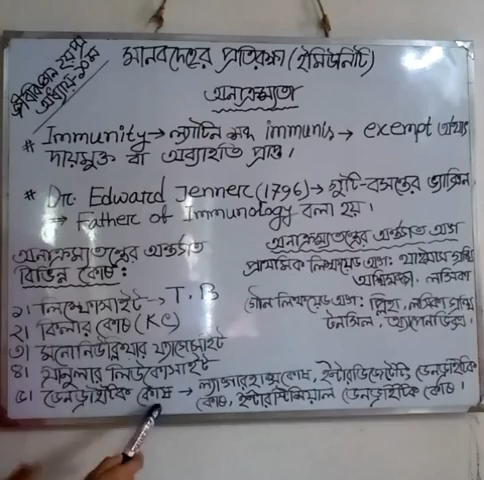 জীববিজ্ঞান ২য় পত্র
অধ্যায়-১০ম
মানবদেহের প্রতিরক্ষা (ইমিউনিটি)
অনাক্রম্যতা
# Immunity → ল্যাটিন শব্দ immunis → exempt অর্থাৎ
দায়মুক্ত বা অব্যাহতি প্রাপ্ত।
# Dr. Edward Jenner (1796) → গুটি-বসন্তের ভ্যাক্সিন
→ Father of Immunology বলা হয়।
অনাক্রম্যতন্ত্রের অন্তর্গত
বিভিন্ন কোষ:
১। লিম্ফোসাইট → T, B
২। কিলার কোষ (Kc)
৩। মনোনিউক্লিয়ার ফ্যাগোসাইট
৪। গ্রানুলার লিউকোসাইট
৫। ডেনড্রাইটিক কোষ → ল্যাঙ্গারহ্যান্স কোষ, ইন্টারডিজিটেটিং ডেনড্রাইটিক
কোষ, ইন্টারস্টিসিয়াল ডেনড্রাইটিক কোষ।
অনাক্রম্যতন্ত্রের অন্তর্গত অঙ্গ
প্রাথমিক লিম্ফয়েড অঙ্গ: থাইমাস গ্রন্থি
অস্থিমজ্জা, লসিকা
গৌন লিম্ফয়েড অঙ্গ: প্লিহা, লসিকা গ্রন্থি
টনসিল, অ্যাপেনডিক্স।